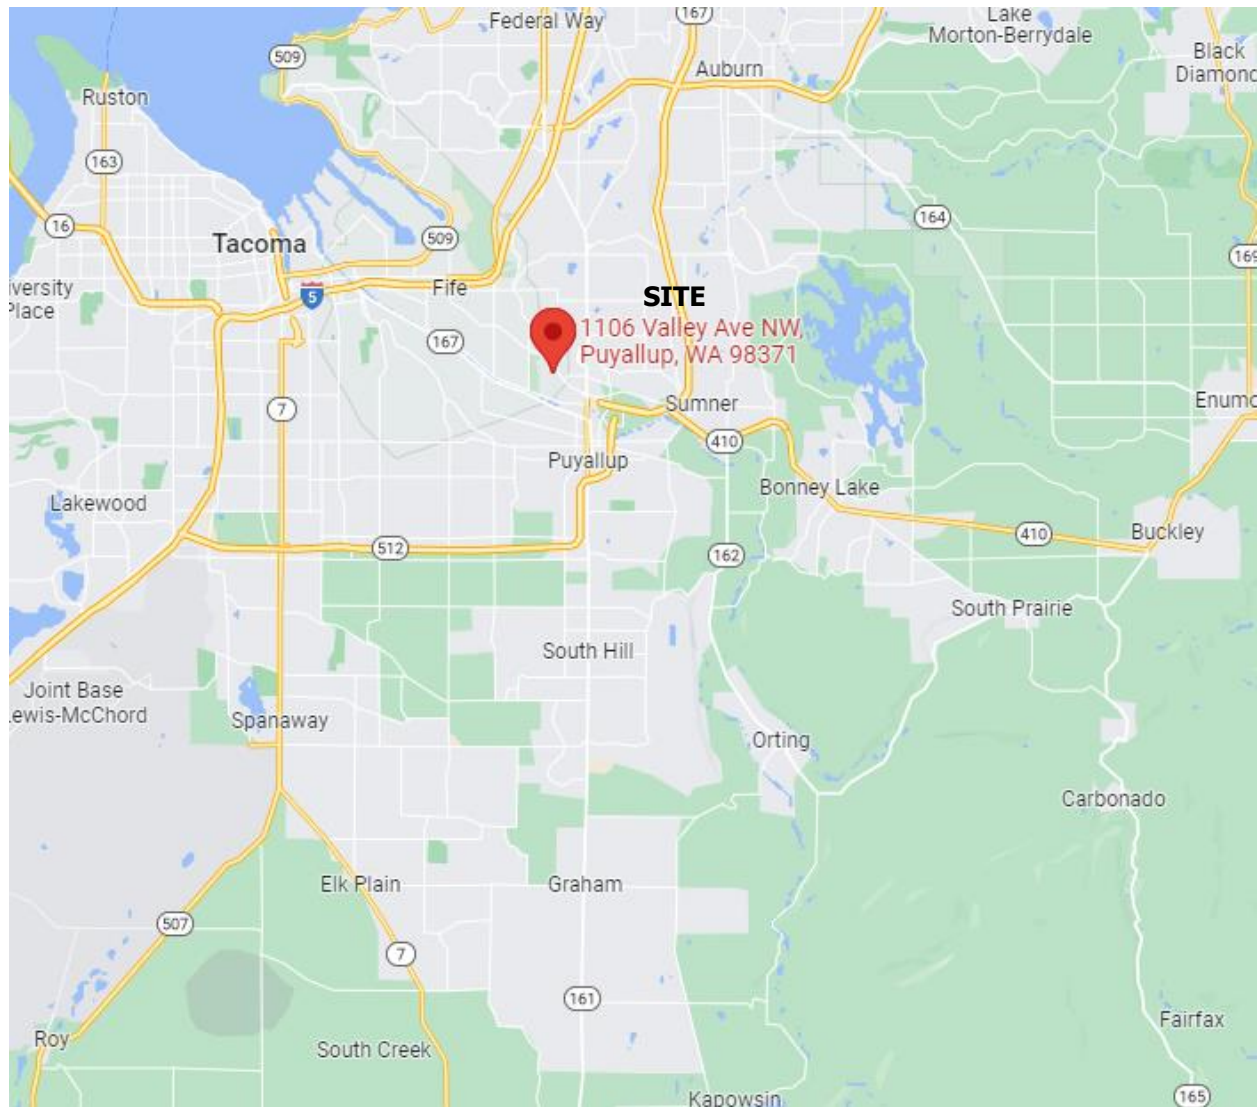 Federal Way
167
Lake
Morton-Berrydale
509
Auburn
Black
Diamond
Ruston
163
16
164
Tacoma
509
169
iversity
Place
5
Fife
SITE
1106 Valley Ave NW,
Puyallup, WA 98371
167
7
Sumner
Enumc
410
Puyallup
Bonney Lake
Lakewood
410
Buckley
512
162
South Prairie
South Hill
Joint Base
Lewis-McChord
Spanaway
Orting
Carbonado
Elk Plain
Graham
507
7
161
Fairfax
Roy
South Creek
Kapowsin
165